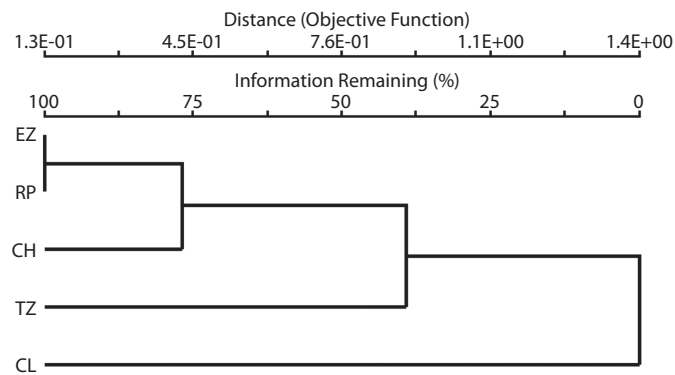 Distance (Objective Function)
1.3E-01 4.5E-01 7.6E-01 1.1E+00 1.4E+00
Information Remaining (%)
100 75 50 25 0
EZ
RP
CH
TZ
CL